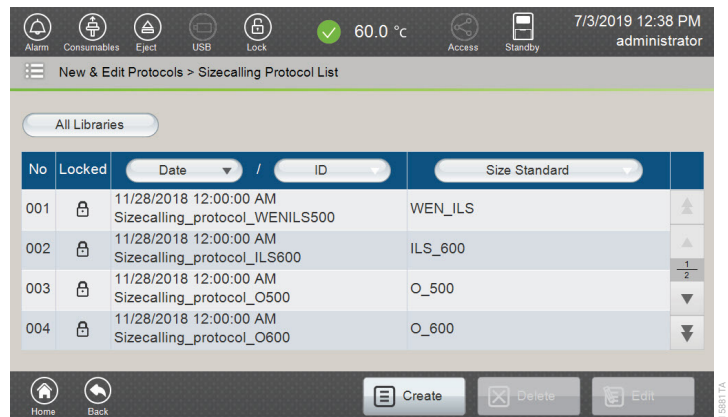 Alarm Consumables Eject USB Lock 60.0 °c Access Standby 7/3/2019 12:38 PM
administrator
New & Edit Protocols > Sizecalling Protocol List
All Libraries
No Locked Date / ID Size Standard
001 11/28/2018 12:00:00 AM WEN_ILS
Sizecalling_protocol_WENILS500
002 11/28/2018 12:00:00 AM ILS_600
Sizecalling_protocol_ILS600
003 11/28/2018 12:00:00 AM O_500
Sizecalling_protocol_O500
004 11/28/2018 12:00:00 AM O_600
Sizecalling_protocol_O600
1
2
Home Back Create Delete Edit